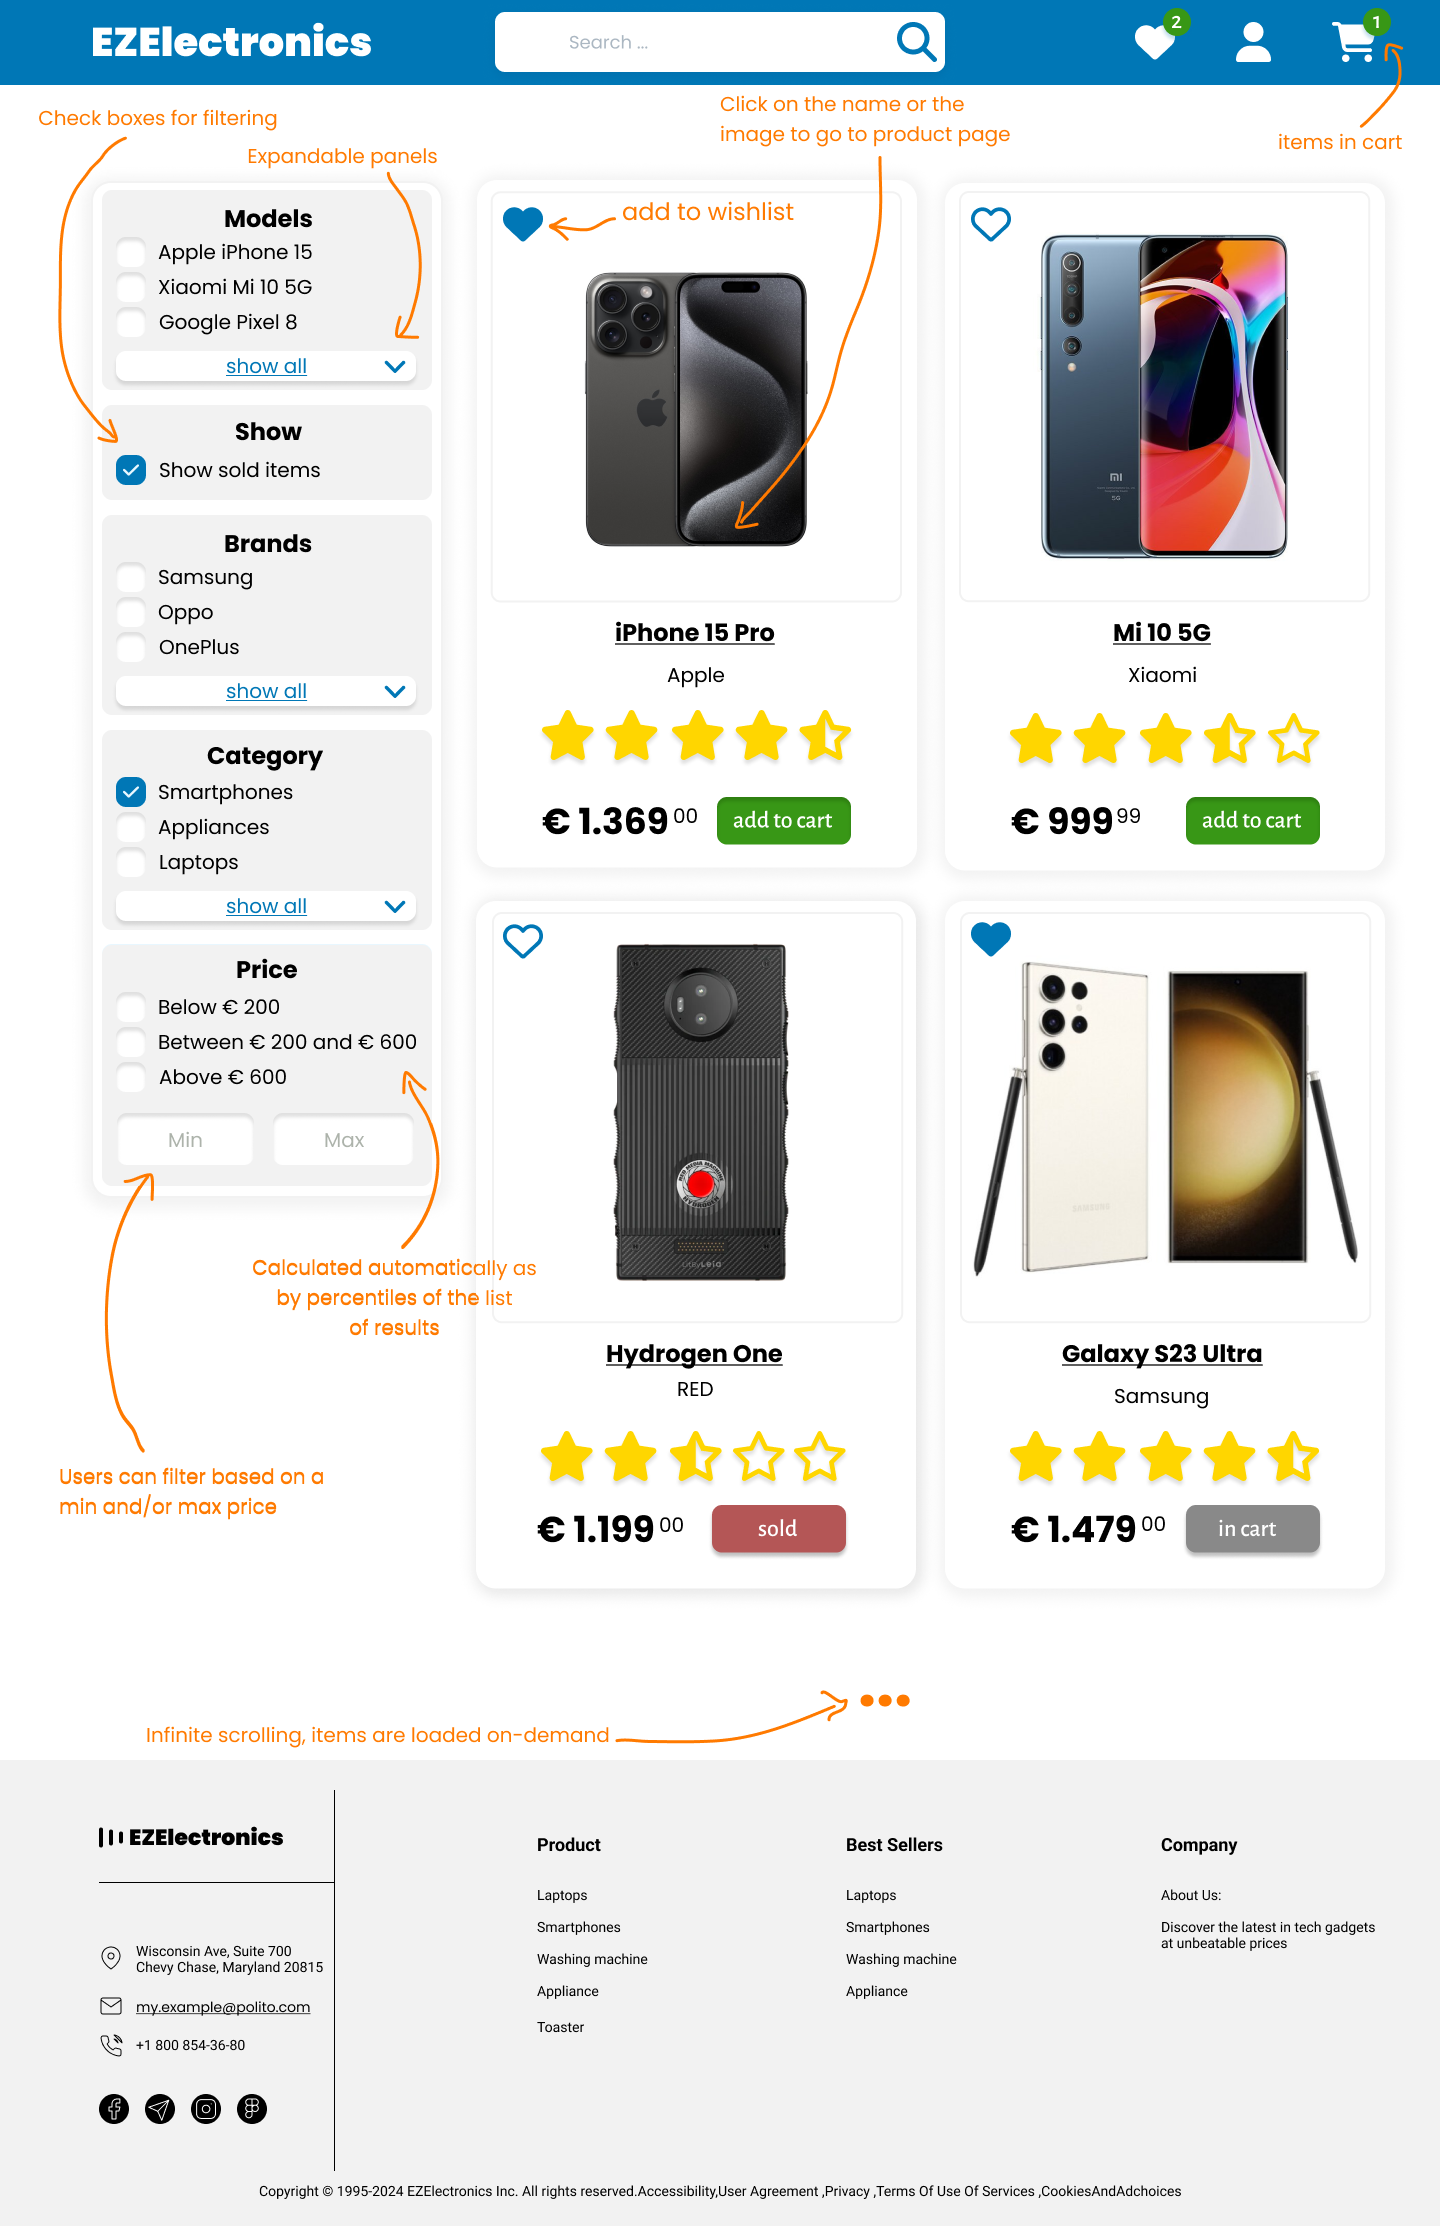 EZElectronics
Search ...
2
1
Check boxes for filtering
Expandable panels
Click on the name or the
image to go to product page
items in cart
Models
Apple iPhone 15
Xiaomi Mi 10 5G
Google Pixel 8
show all
Show
Show sold items
Brands
Samsung
Oppo
OnePlus
show all
Category
Smartphones
Appliances
Laptops
show all
Price
Below € 200
Between € 200 and € 600
Above € 600
Min
Max
Calculated automatically as
by percentiles of the list
of results
Users can filter based on a
min and/or max price
add to wishlist
iPhone 15 Pro
Apple
€ 1.369 00
add to cart
MI
5G
Mi 10 5G
Xiaomi
€ 999 99
add to cart
RED MEDIA MACHINE
HYDROGEN
LitByLeia
Hydrogen One
RED
€ 1.199 00
sold
SAMSUNG
Galaxy S23 Ultra
Samsung
€ 1.479 00
in cart
Infinite scrolling, items are loaded on-demand
EZElectronics
Wisconsin Ave, Suite 700
Chevy Chase, Maryland 20815
my.example@polito.com
+1 800 854-36-80
Product
Laptops
Smartphones
Washing machine
Appliance
Toaster
Best Sellers
Laptops
Smartphones
Washing machine
Appliance
Company
About Us:
Discover the latest in tech gadgets
at unbeatable prices
Copyright © 1995-2024 EZElectronics Inc. All rights reserved.Accessibility,User Agreement ,Privacy ,Terms Of Use Of Services ,CookiesAndAdchoices